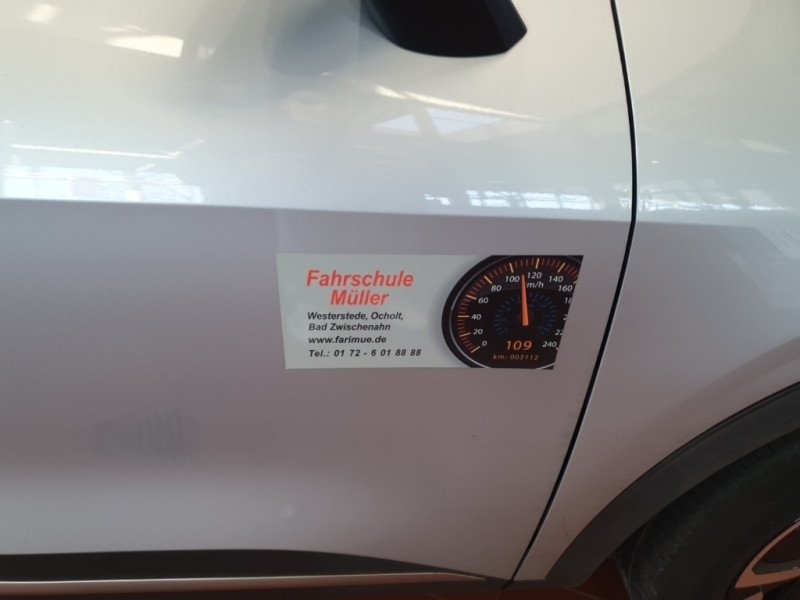 Fahrschule
Müller
Westerstede, Ocholt,
Bad Zwischenahn
www.farimue.de
Tel.: 01 72 - 6 01 88 88
0
20
40
60
80
100
120
140
160
240
km/h
109
km: 002112